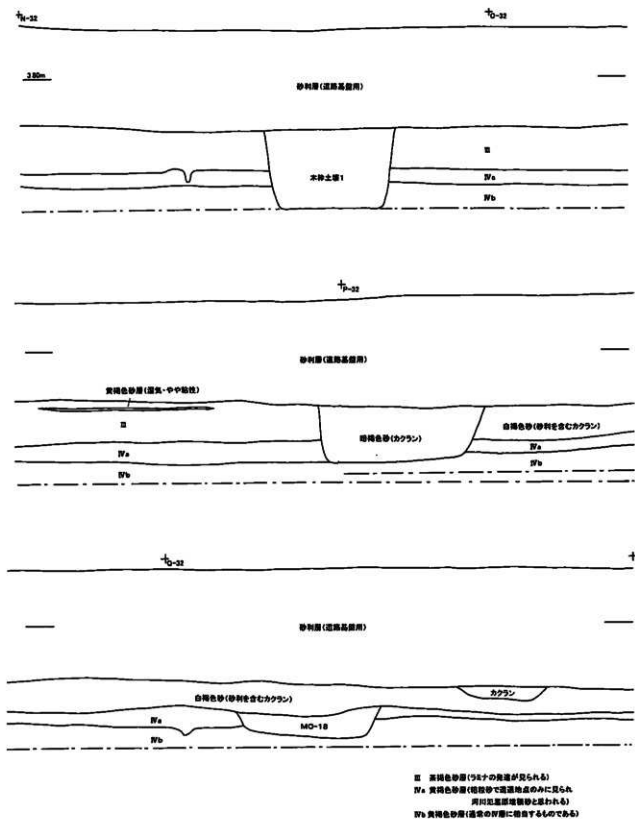 N-32
O-32
3.80m
砂利層(道路基盤用)
Ⅲ
木枠土壙1
Ⅳa
Ⅳb
P-32
砂利層(道路基盤用)
黄褐色砂層(湿気・やや粘性)
Ⅲ
暗褐色砂(カクラン)
白褐色砂(砂利を含むカクラン)
Ⅳa
Ⅳa
Ⅳb
Ⅳb
Q-32
砂利層(道路基盤用)
白褐色砂(砂利を含むカクラン)
カクラン
Ⅳa
MO-18
Ⅳb
Ⅲ 茶褐色砂層(ラミナの発達が見られる)
Ⅳa 黄褐色砂層(粗粒砂で遺跡地点のみに見られ
河川氾濫原堆積砂と思われる)
Ⅳb 黄褐色砂層(通常のⅣ層に相当するものである)